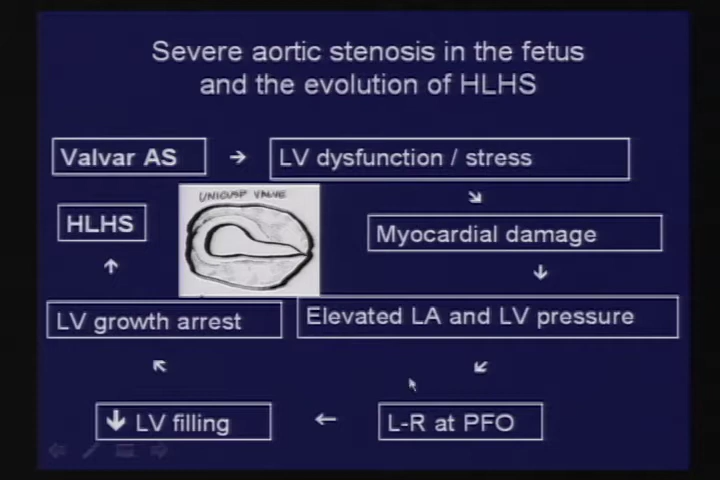 Severe aortic stenosis in the fetus
and the evolution of HLHS
Valvar AS
LV dysfunction / stress
UNICUSP VALVE
HLHS
Myocardial damage
LV growth arrest
Elevated LA and LV pressure
LV filling
L-R at PFO